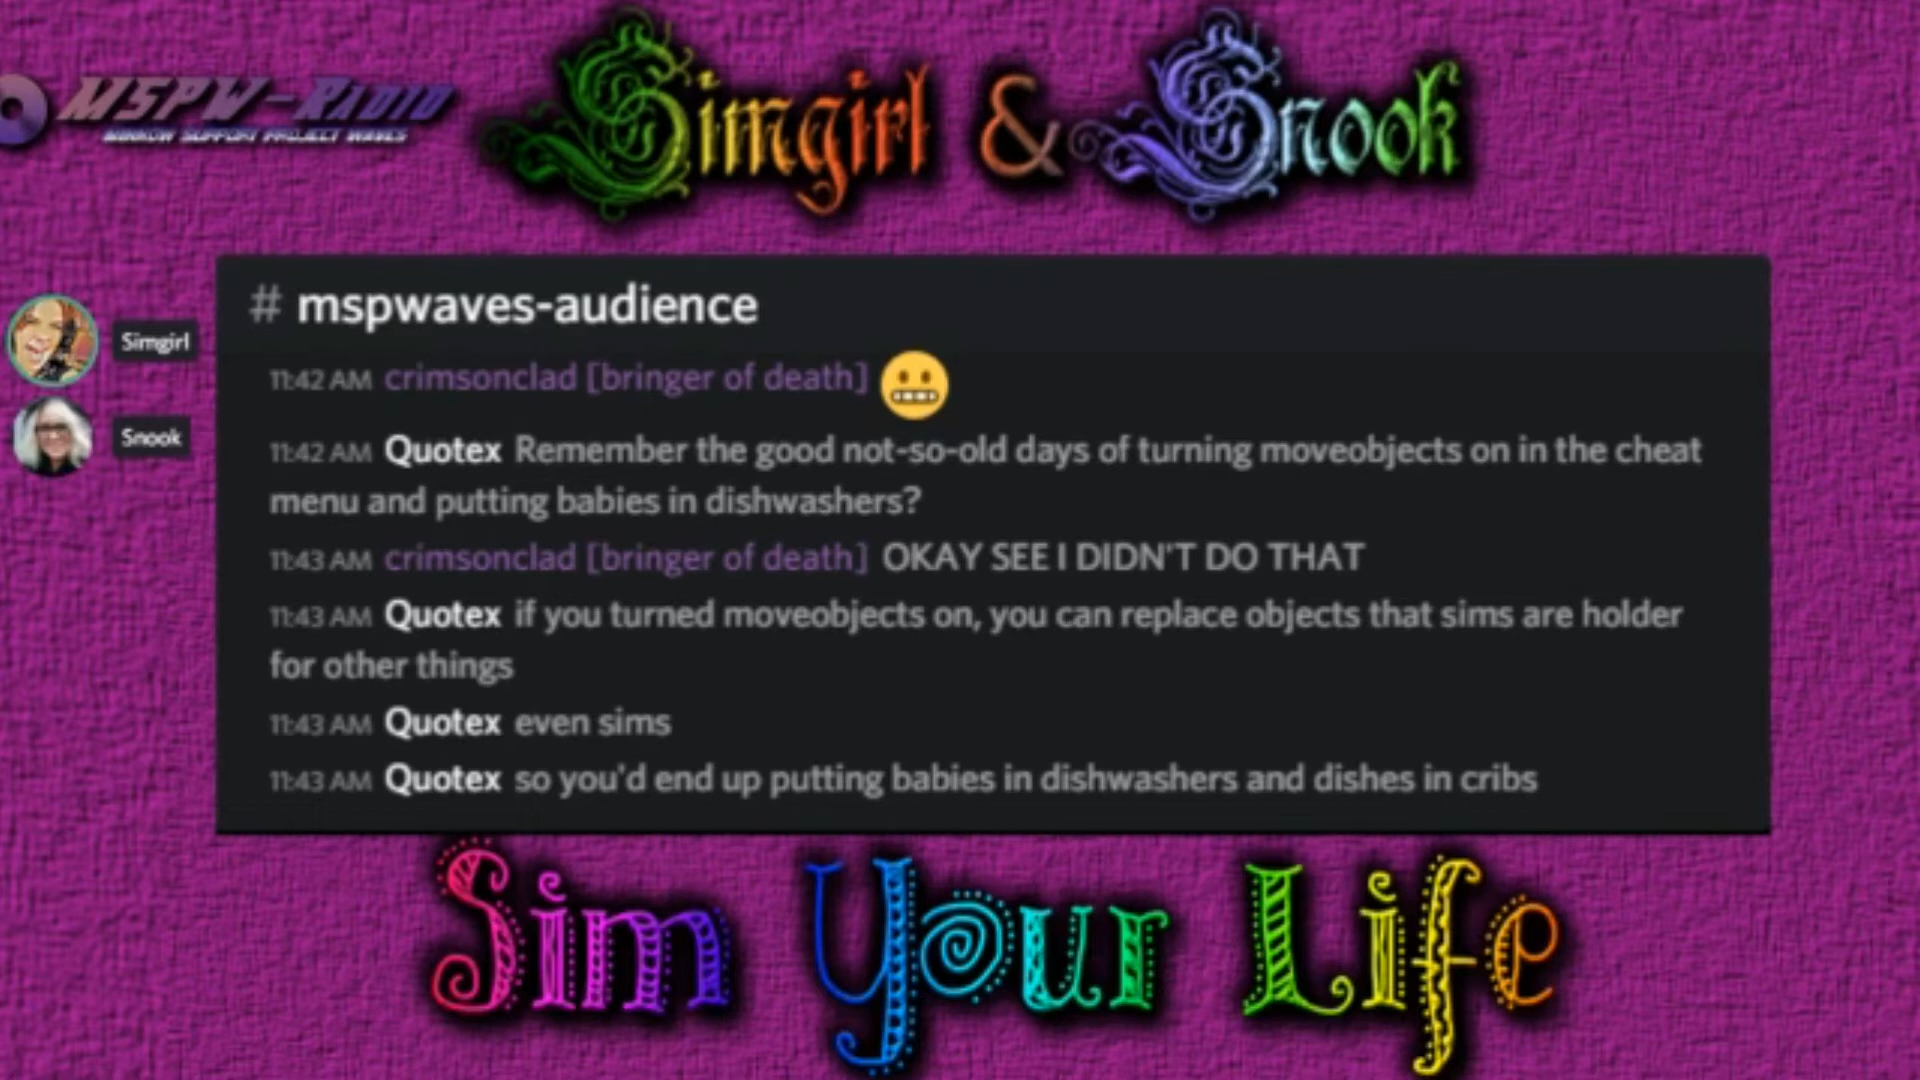 MSPW-Radio
MINNOW SUPPORT PROJECT WAVES
Simgirl & Snook
# mspwaves-audience
Simgirl
11:42 AM crimsonclad [bringer of death] 😬
Snook
11:42 AM Quotex Remember the good not-so-old days of turning moveobjects on in the cheat
menu and putting babies in dishwashers?
11:43 AM crimsonclad [bringer of death] OKAY SEE I DIDN'T DO THAT
11:43 AM Quotex if you turned moveobjects on, you can replace objects that sims are holder
for other things
11:43 AM Quotex even sims
11:43 AM Quotex so you'd end up putting babies in dishwashers and dishes in cribs
Sim Your Life